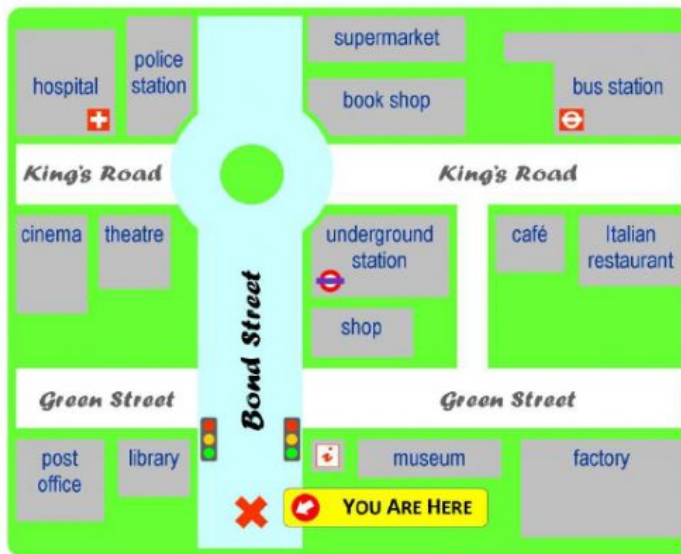 supermarket
police
station
hospital
book shop
bus station
King's Road
King's Road
cinema
theatre
underground
station
café
Italian
restaurant
Bond Street
shop
Green Street
Green Street
post
office
library
i
museum
factory
YOU ARE HERE